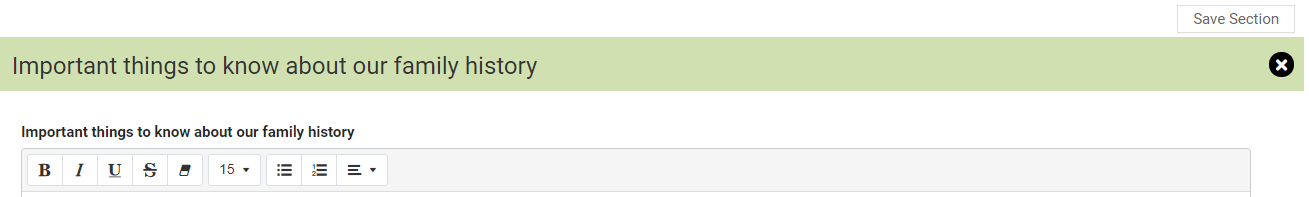 Save Section
Important things to know about our family history
Important things to know about our family history
B I U S 15